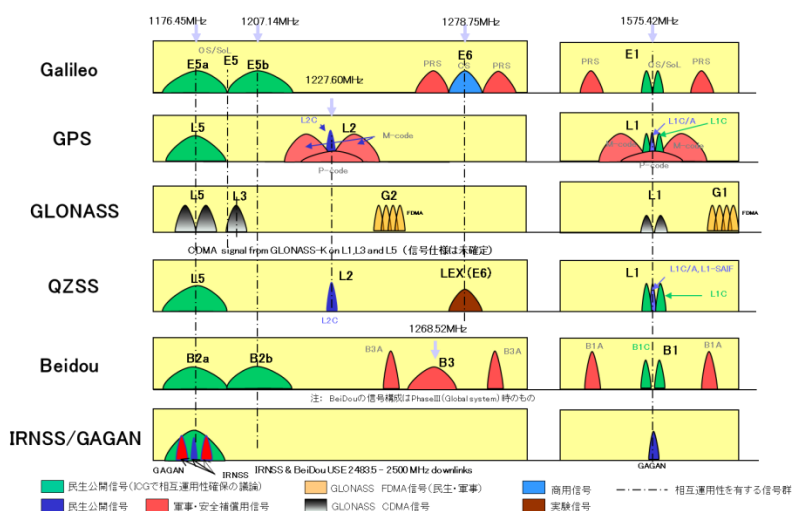 1176.45MHz 1207.14MHz 1278.75MHz 1575.42MHz
Galileo
OS/SoL
E5a E5 E5b
1227.60MHz
PRS E6 PRS
OS
PRS E1 PRS
OS/SoL
GPS
L5
L2C L2
M-code
P-code
L1 L1C/A L1C
M-code M-code
P-code
GLONASS
L5 L3 G2 FDMA
L1 G1 FDMA
CDMA signal from GLONASS-K on L1,L3 and L5 (信号仕様は未確定)
QZSS
L5 L2 LEX(E6)
L2C
L1 L1C/A, L1-SAIF
L1C
1268.52MHz
Beidou
B2a B2b B3A B3 B3A
B1A B1C B1 B1A
注: BeiDouの信号構成はPhaseIII(Global system)時のもの
IRNSS/GAGAN
GAGAN IRNSS
IRNSS & BeiDou USE 2483.5 - 2500 MHz downlinks
GAGAN
民生公開信号(ICGで相互運用性確保の議論)
GLONASS FDMA信号(民生・軍事)
商用信号
相互運用性を有する信号群
民生公開信号
軍事・安全補償用信号
GLONASS CDMA信号
実験信号